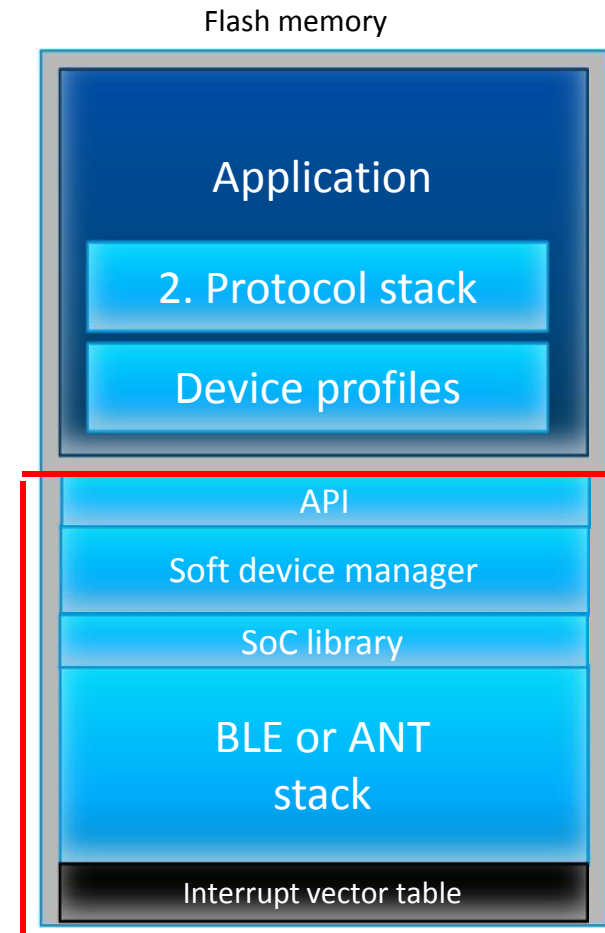 Flash memory
Application
2. Protocol stack
Device profiles
API
Soft device manager
SoC library
BLE or ANT
stack
Interrupt vector table